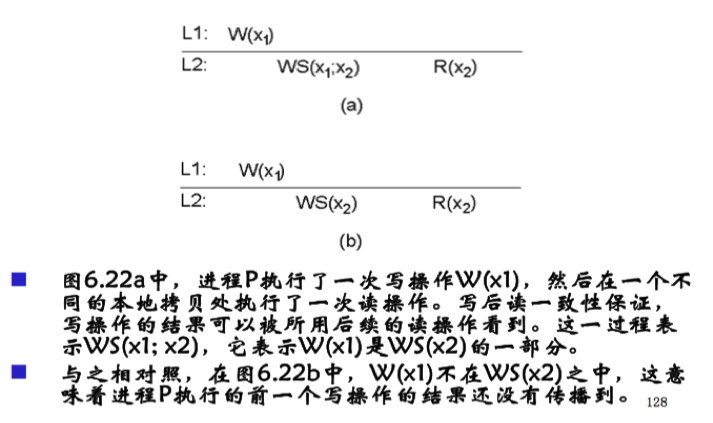 L1: W(x₁)
L2: WS(x₁;x₂) R(x₂)
(a)
L1: W(x₁)
L2: WS(x₂) R(x₂)
(b)
■ 图6.22a中，进程P执行了一次写操作W(x1)，然后在一个不
同的本地拷贝处执行了一次读操作。写后读一致性保证，
写操作的结果可以被所用后续的读操作看到。这一过程表
示WS(x1; x2)，它表示W(x1)是WS(x2)的一部分。
■ 与之相对照，在图6.22b中，W(x1)不在WS(x2)之中，这意
味着进程P执行的前一个写操作的结果还没有传播到。 128